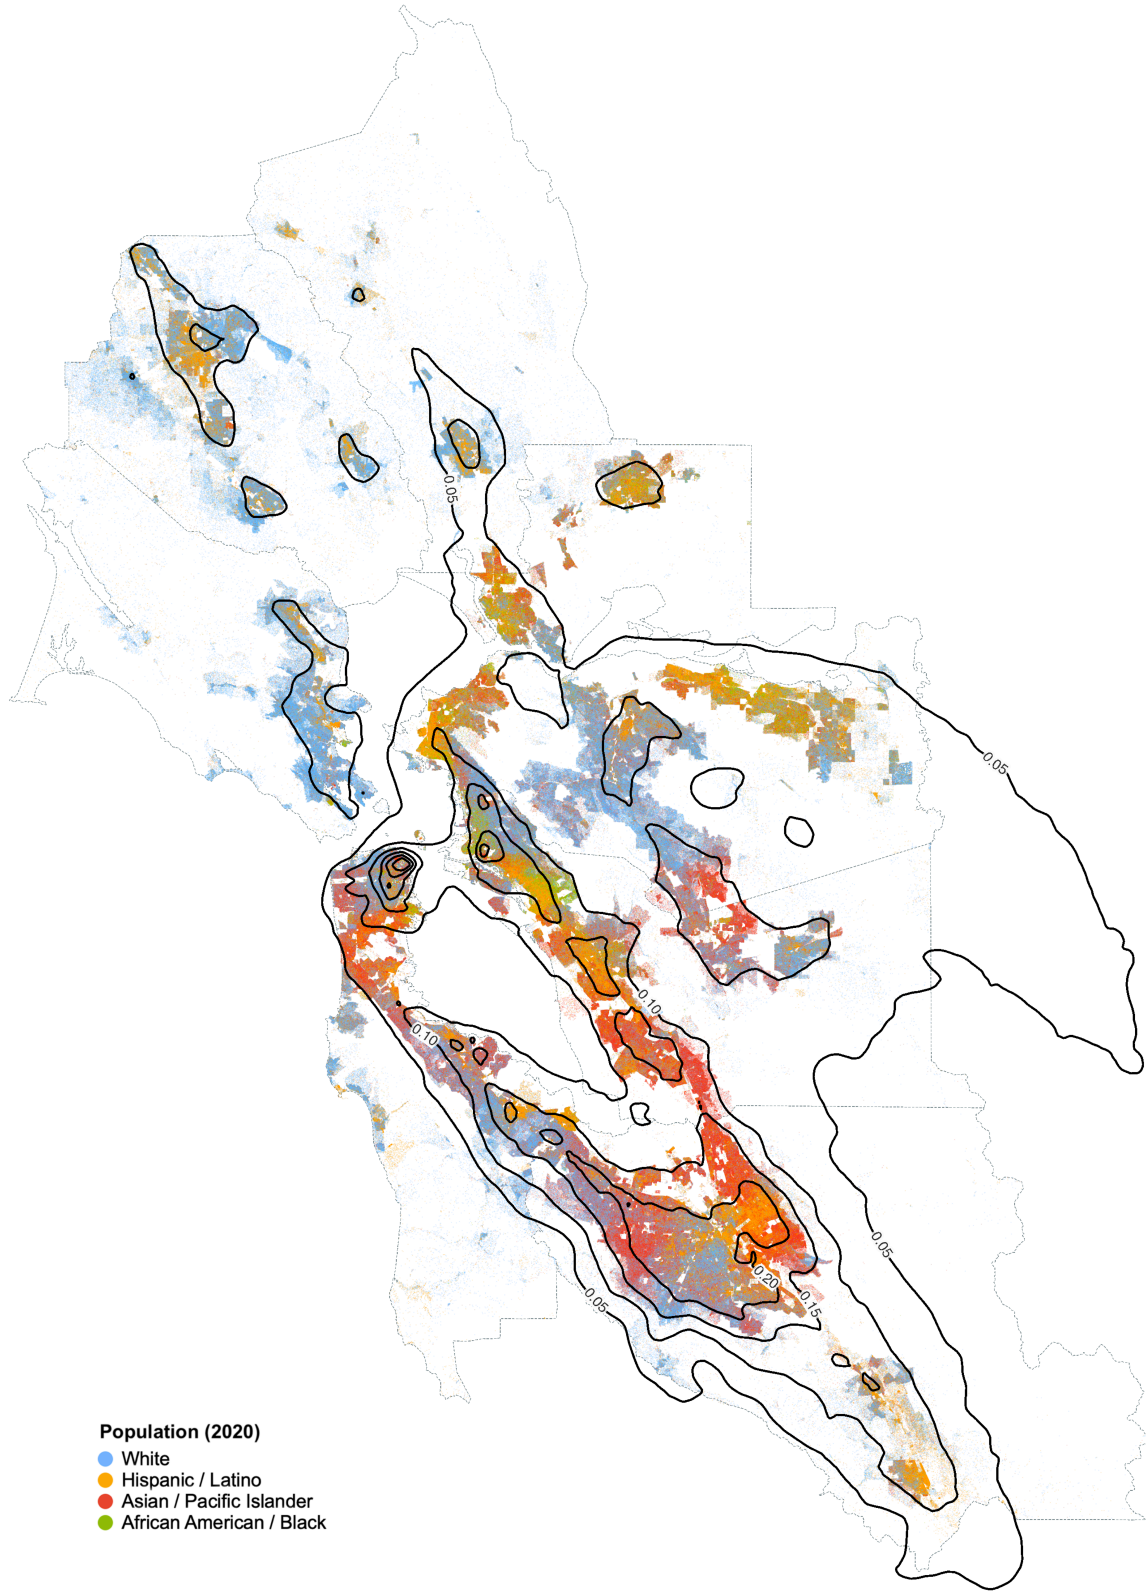 0.05
0.05
0.10
0.10
0.05
0.20
0.15
0.05
Population (2020)
White
Hispanic / Latino
Asian / Pacific Islander
African American / Black